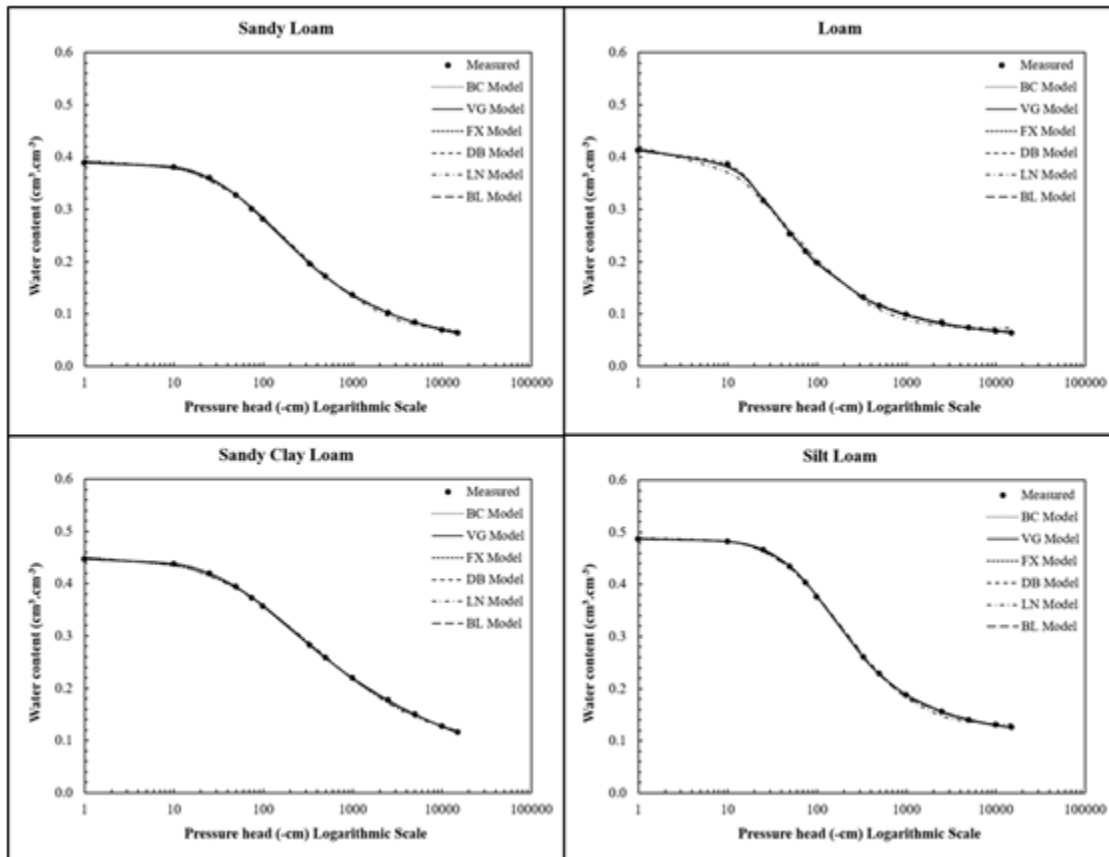 Sandy Loam
0.6
0.5
0.4
0.3
0.2
0.1
0.0
Water content (cm³.cm⁻³)
1 10 100 1000 10000 100000
Pressure head (-cm) Logarithmic Scale
Measured
BC Model
VG Model
FX Model
DB Model
LN Model
BL Model
Loam
0.6
0.5
0.4
0.3
0.2
0.1
0.0
Water content (cm³.cm⁻³)
1 10 100 1000 10000 100000
Pressure head (-cm) Logarithmic Scale
Measured
BC Model
VG Model
FX Model
DB Model
LN Model
BL Model
Sandy Clay Loam
0.6
0.5
0.4
0.3
0.2
0.1
0.0
Water content (cm³.cm⁻³)
1 10 100 1000 10000 100000
Pressure head (-cm) Logarithmic Scale
Measured
BC Model
VG Model
FX Model
DB Model
LN Model
BL Model
Silt Loam
0.6
0.5
0.4
0.3
0.2
0.1
0.0
Water content (cm³.cm⁻³)
1 10 100 1000 10000 100000
Pressure head (-cm) Logarithmic Scale
Measured
BC Model
VG Model
FX Model
DB Model
LN Model
BL Model